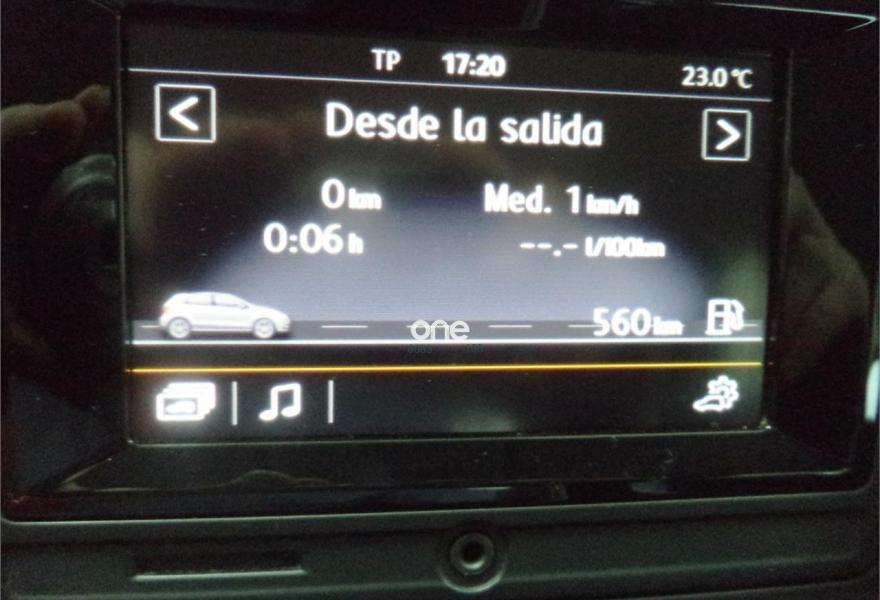 TP 17:20 23.0 °C
< Desde la salida >
0 km Med. 1 km/h
0:06 h --.- l/100km
560 km
one